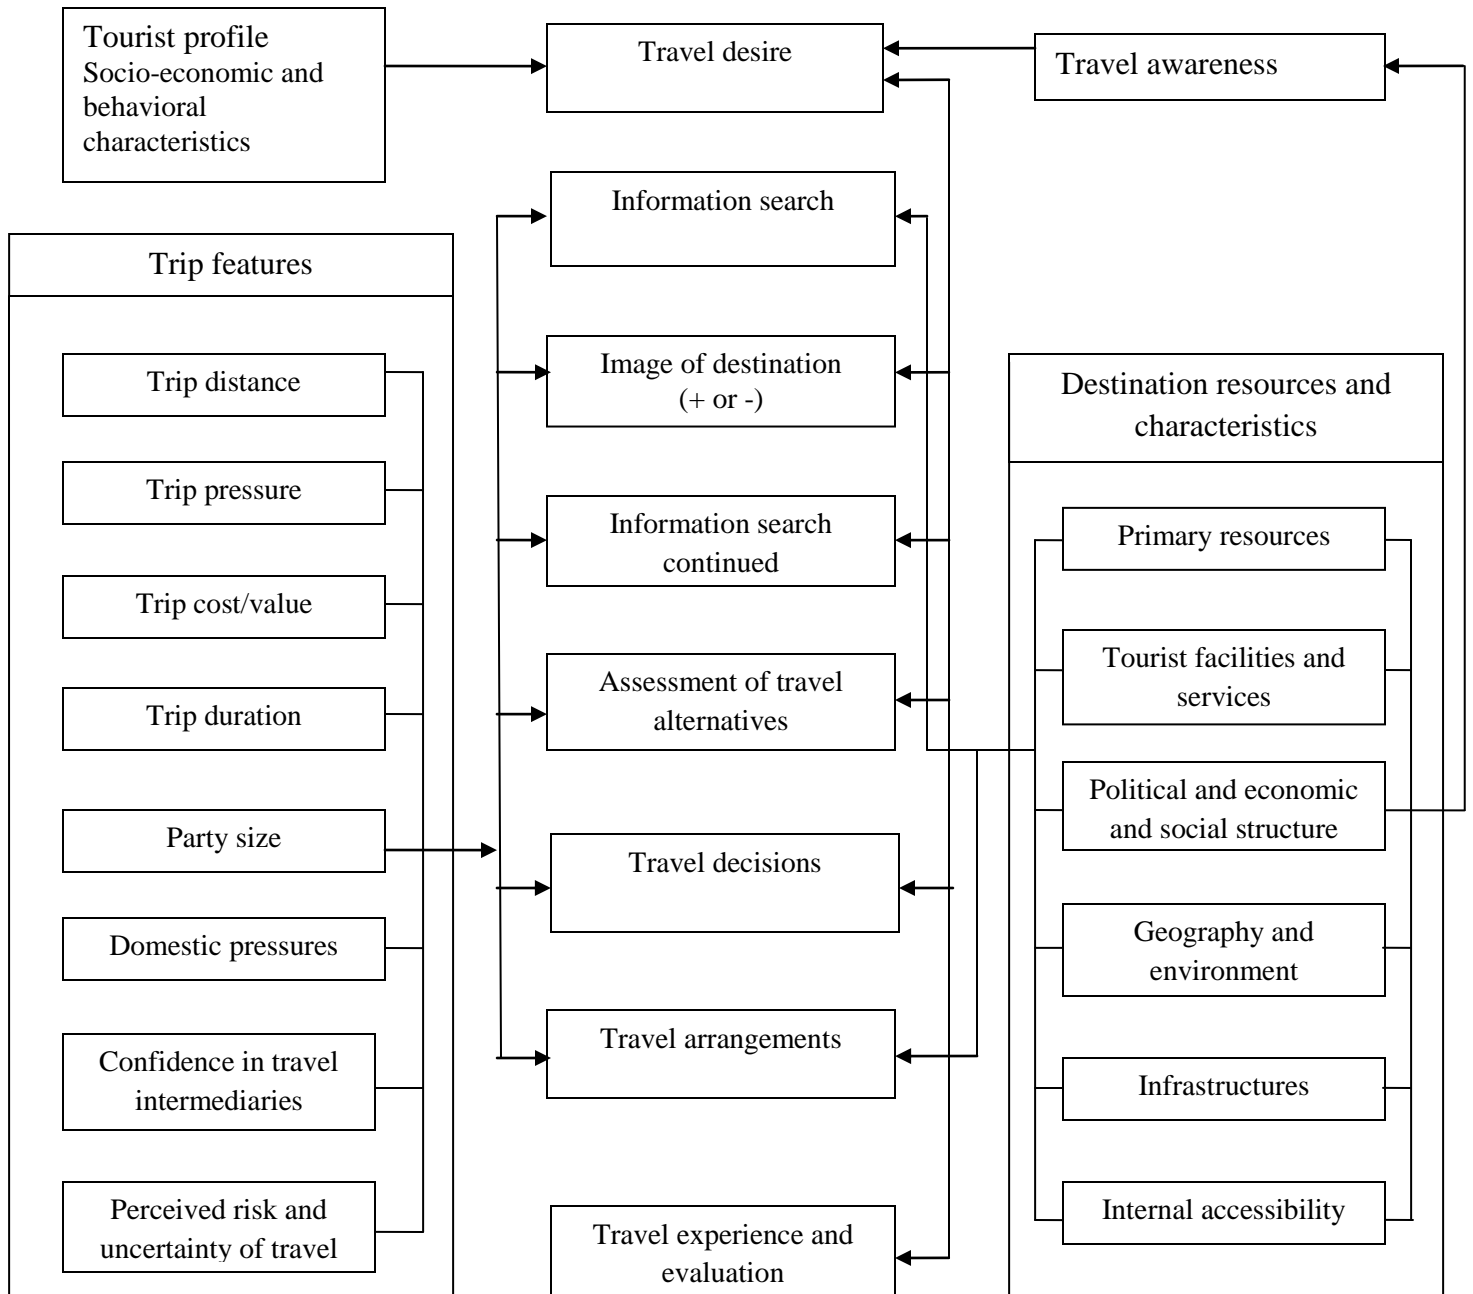 Tourist profile
Socio-economic and
behavioral
characteristics
Travel desire
Travel awareness
Information search
Trip features
Image of destination
(+ or -)
Destination resources and
characteristics
Trip distance
Trip pressure
Information search
continued
Primary resources
Trip cost/value
Tourist facilities and
services
Trip duration
Assessment of travel
alternatives
Political and economic
and social structure
Party size
Travel decisions
Domestic pressures
Geography and
environment
Confidence in travel
intermediaries
Travel arrangements
Infrastructures
Perceived risk and
uncertainty of travel
Travel experience and
evaluation
Internal accessibility